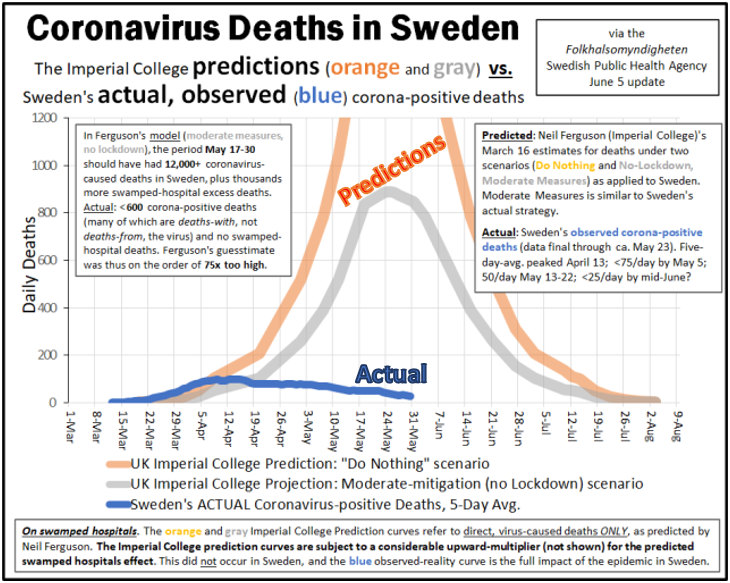 Coronavirus Deaths in Sweden
The Imperial College predictions (orange and gray) vs.
Sweden's actual, observed (blue) corona-positive deaths
via the
Folkhalsomyndigheten
Swedish Public Health Agency
June 5 update
In Ferguson's model (moderate measures,
no lockdown), the period May 17-30
should have had 12,000+ coronavirus-
caused deaths in Sweden, plus thousands
more swamped-hospital excess deaths.
Actual: <600 corona-positive deaths
(many of which are deaths-with, not
deaths-from, the virus) and no swamped-
hospital deaths. Ferguson's guesstimate
was thus on the order of 75x too high.
Predictions
Predicted: Neil Ferguson (Imperial College)'s
March 16 estimates for deaths under two
scenarios (Do Nothing and No-Lockdown,
Moderate Measures) as applied to Sweden.
Moderate Measures is similar to Sweden's
actual strategy.
Actual: Sweden's observed corona-positive
deaths (data final through ca. May 23). Five-
day-avg. peaked April 13; <75/day by May 5;
50/day May 13-22; <25/day by mid-June?
Daily Deaths
1200
1000
800
600
400
200
0
Actual
1-Mar
8-Mar
15-Mar
22-Mar
29-Mar
5-Apr
12-Apr
19-Apr
26-Apr
3-May
10-May
17-May
24-May
31-May
7-Jun
14-Jun
21-Jun
28-Jun
5-Jul
12-Jul
19-Jul
26-Jul
2-Aug
9-Aug
UK Imperial College Prediction: "Do Nothing" scenario
UK Imperial College Projection: Moderate-mitigation (no Lockdown) scenario
Sweden's ACTUAL Coronavirus-positive Deaths, 5-Day Avg.
On swamped hospitals. The orange and gray Imperial College Prediction curves refer to direct, virus-caused deaths ONLY, as predicted by
Neil Ferguson. The Imperial College prediction curves are subject to a considerable upward-multiplier (not shown) for the predicted
swamped hospitals effect. This did not occur in Sweden, and the blue observed-reality curve is the full impact of the epidemic in Sweden.